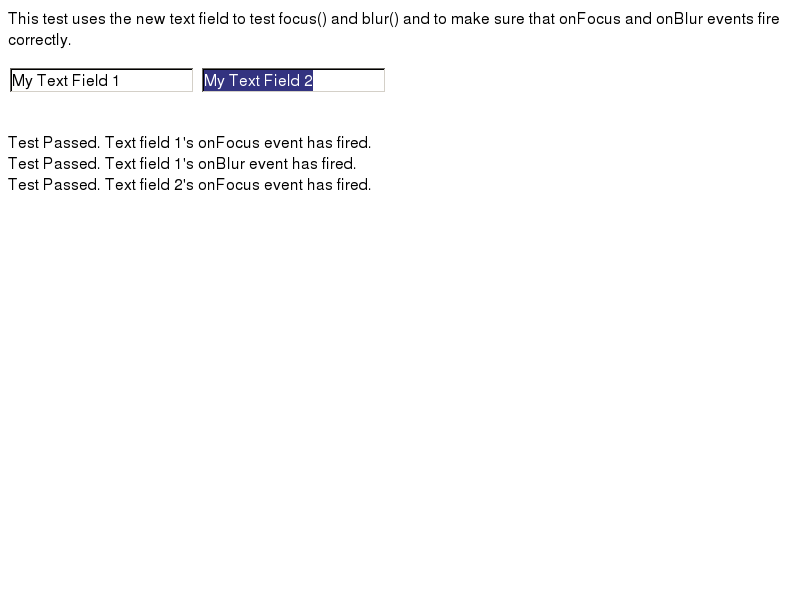 This test uses the new text field to test focus() and blur() and to make sure that onFocus and onBlur events fire
correctly.
My Text Field 1 My Text Field 2
Test Passed. Text field 1's onFocus event has fired.
Test Passed. Text field 1's onBlur event has fired.
Test Passed. Text field 2's onFocus event has fired.